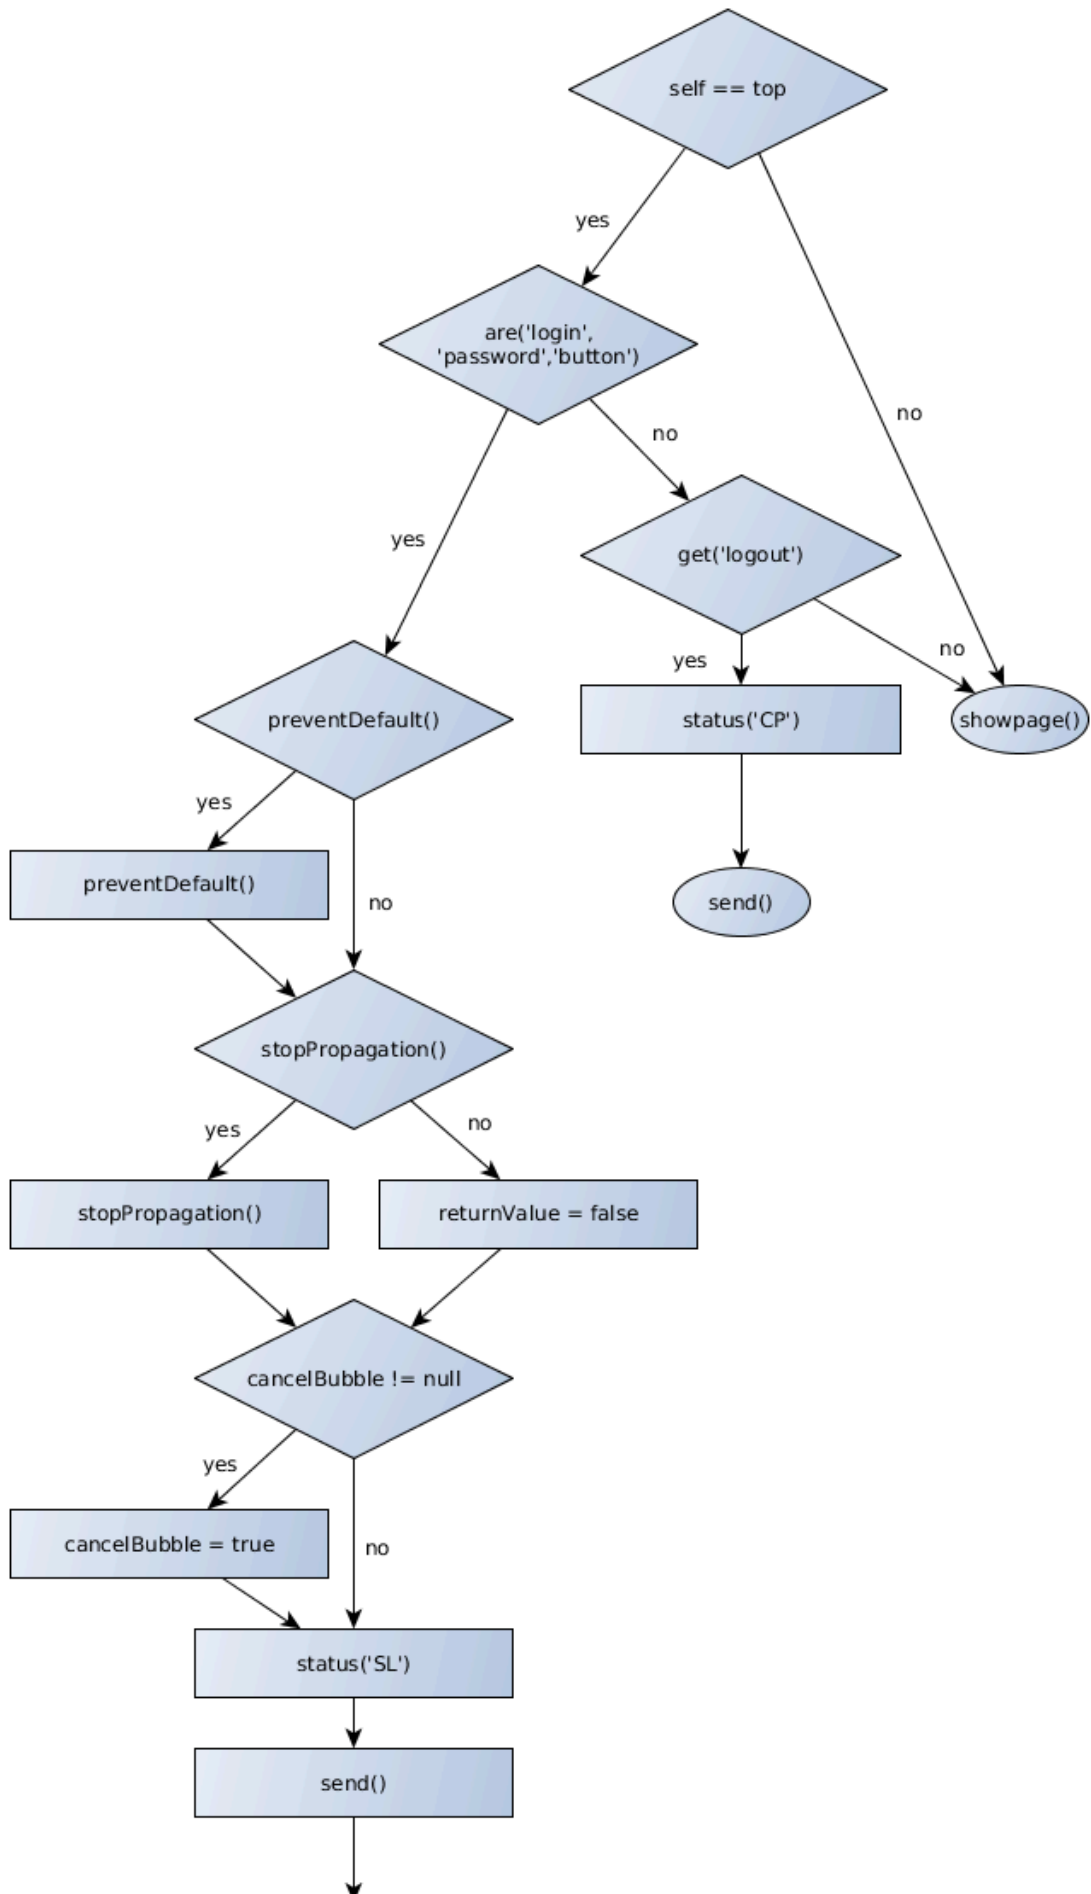 self == top
yes
are('login',
'password','button')
no
no
get('logout')
yes
no
yes
preventDefault()
status('CP')
showpage()
yes
preventDefault()
no
send()
stopPropagation()
yes
no
stopPropagation()
returnValue = false
cancelBubble != null
yes
cancelBubble = true
no
status('SL')
send()